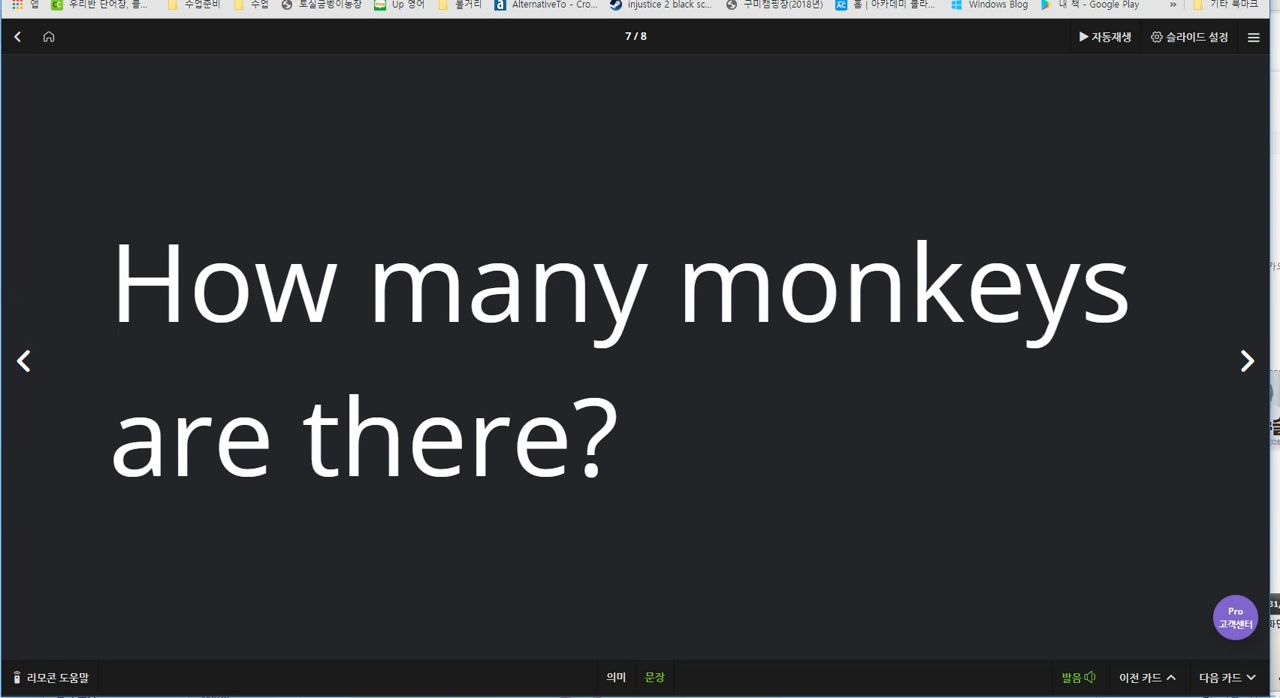 앱 우리반 단어장, 클... 수업준비 수업 토실굼벵이농장 Up 영어 볼거리 AlternativeTo - Cro... injustice 2 black sc... 구미캠핑장(2018년) 홈 | 아카데미 클라... Windows Blog 내 책 - Google Play » 기타 북마크
7 / 8 자동재생 슬라이드 설정
How many monkeys
are there?
Pro
고객센터
리모콘 도움말 의미 문장 발음 이전 카드 다음 카드